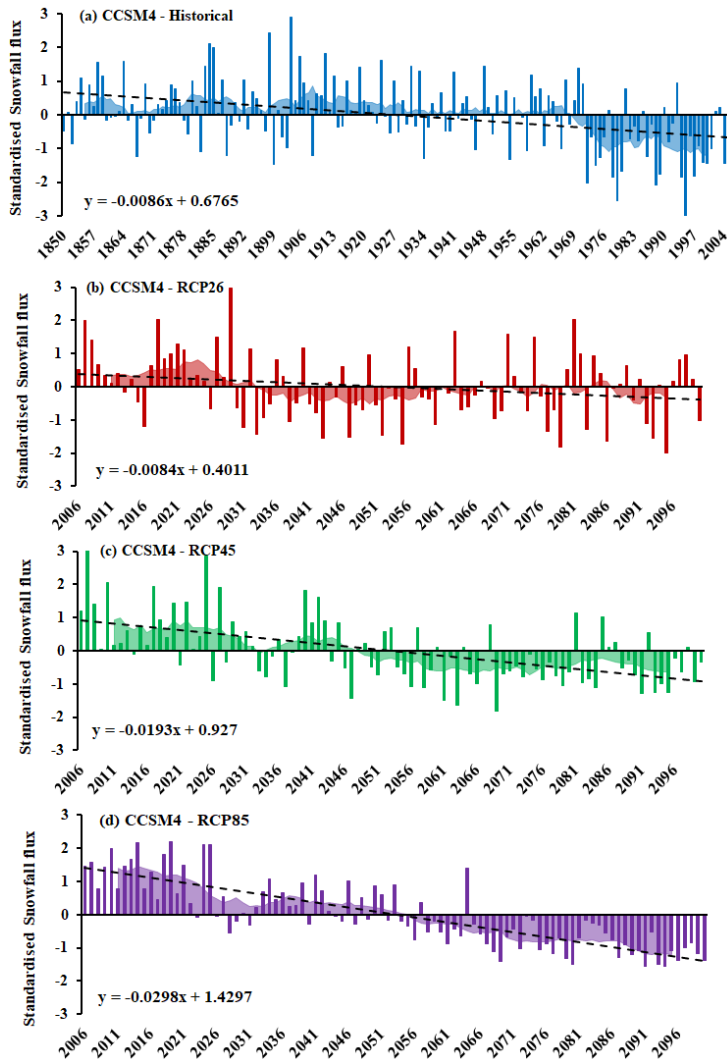 (a) CCSM4 - Historical
Standardised Snowfall flux
3
2
1
0
-1
-2
-3
y = -0.0086x + 0.6765
1850 1857 1864 1871 1878 1885 1892 1899 1906 1913 1920 1927 1934 1941 1948 1955 1962 1969 1976 1983 1990 1997 2004
(b) CCSM4 - RCP26
Standardised Snowfall flux
3
2
1
0
-1
-2
-3
y = -0.0084x + 0.4011
2006 2011 2016 2021 2026 2031 2036 2041 2046 2051 2056 2061 2066 2071 2076 2081 2086 2091 2096
(c) CCSM4 - RCP45
Standardised Snowfall flux
3
2
1
0
-1
-2
-3
y = -0.0193x + 0.927
2006 2011 2016 2021 2026 2031 2036 2041 2046 2051 2056 2061 2066 2071 2076 2081 2086 2091 2096
(d) CCSM4 - RCP85
Standardised Snowfall flux
3
2
1
0
-1
-2
-3
y = -0.0298x + 1.4297
2006 2011 2016 2021 2026 2031 2036 2041 2046 2051 2056 2061 2066 2071 2076 2081 2086 2091 2096